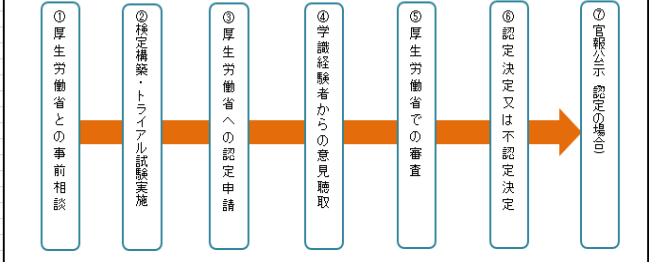 ①厚生労働省との事前相談
②検定構築・トライアル試験実施
③厚生労働省への認定申請
④学識経験者からの意見聴取
⑤厚生労働省での審査
⑥認定決定又は不認定決定
⑦官報公示（認定の場合）